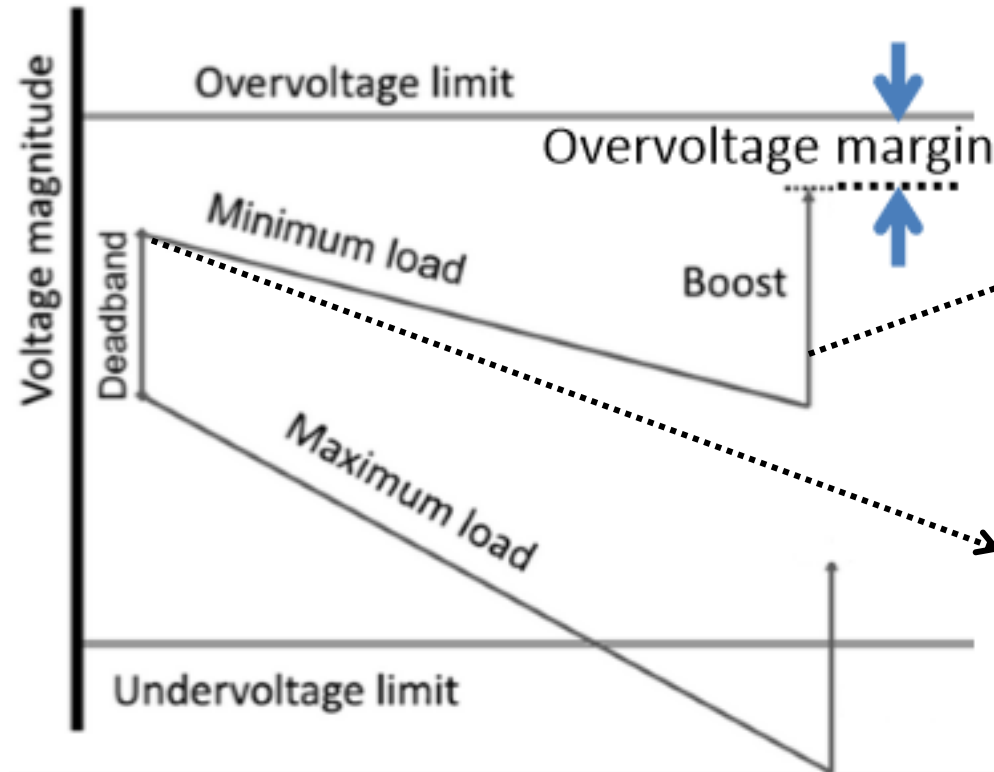 Voltage magnitude
Overvoltage limit
Overvoltage margin
Minimum load
Deadband
Boost
Maximum load
Undervoltage limit